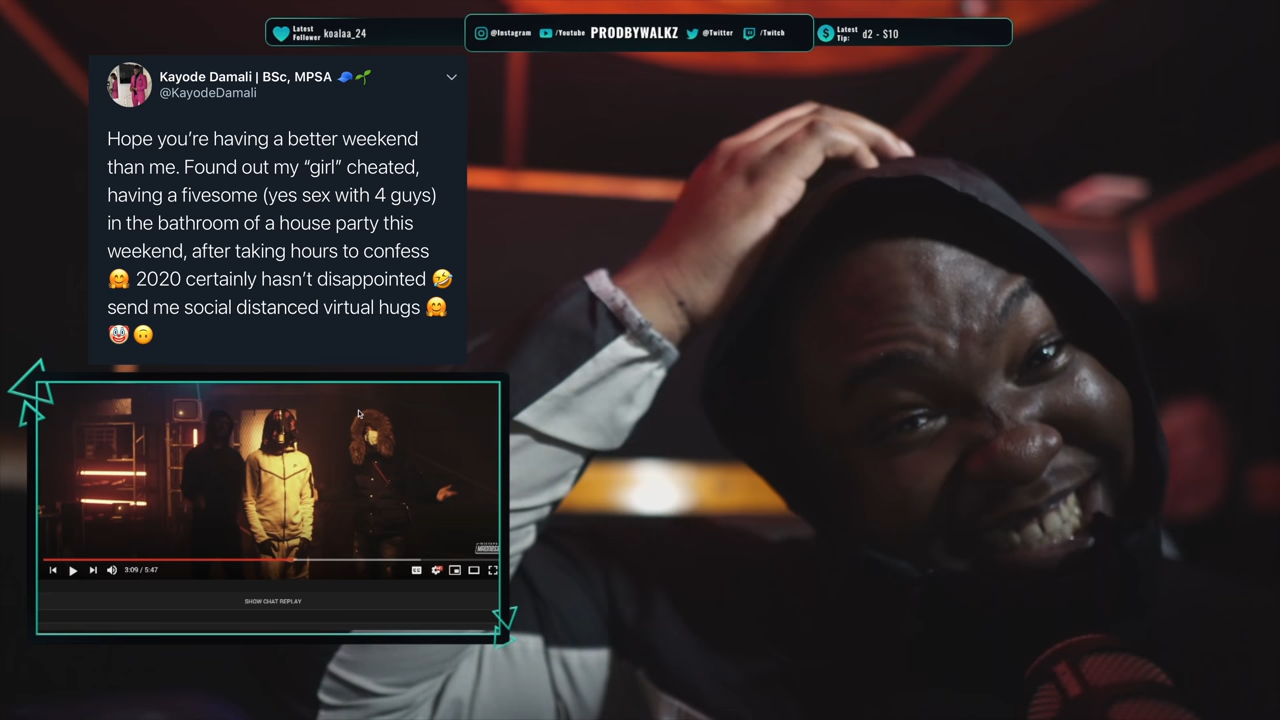 Latest
Follower
koalaa_24
@Instagram
/Youtube
PRODBYWALKZ
@Twitter
/Twitch
Latest
Tip:
d2 - $10
Kayode Damali | BSc, MPSA 🧢🌱
@KayodeDamali
Hope you’re having a better weekend
than me. Found out my “girl” cheated,
having a fivesome (yes sex with 4 guys)
in the bathroom of a house party this
weekend, after taking hours to confess
🤗 2020 certainly hasn’t disappointed 🤣
send me social distanced virtual hugs 🤗
🤡 🙃
MADNESS
3:09 / 5:47
SHOW CHAT REPLAY